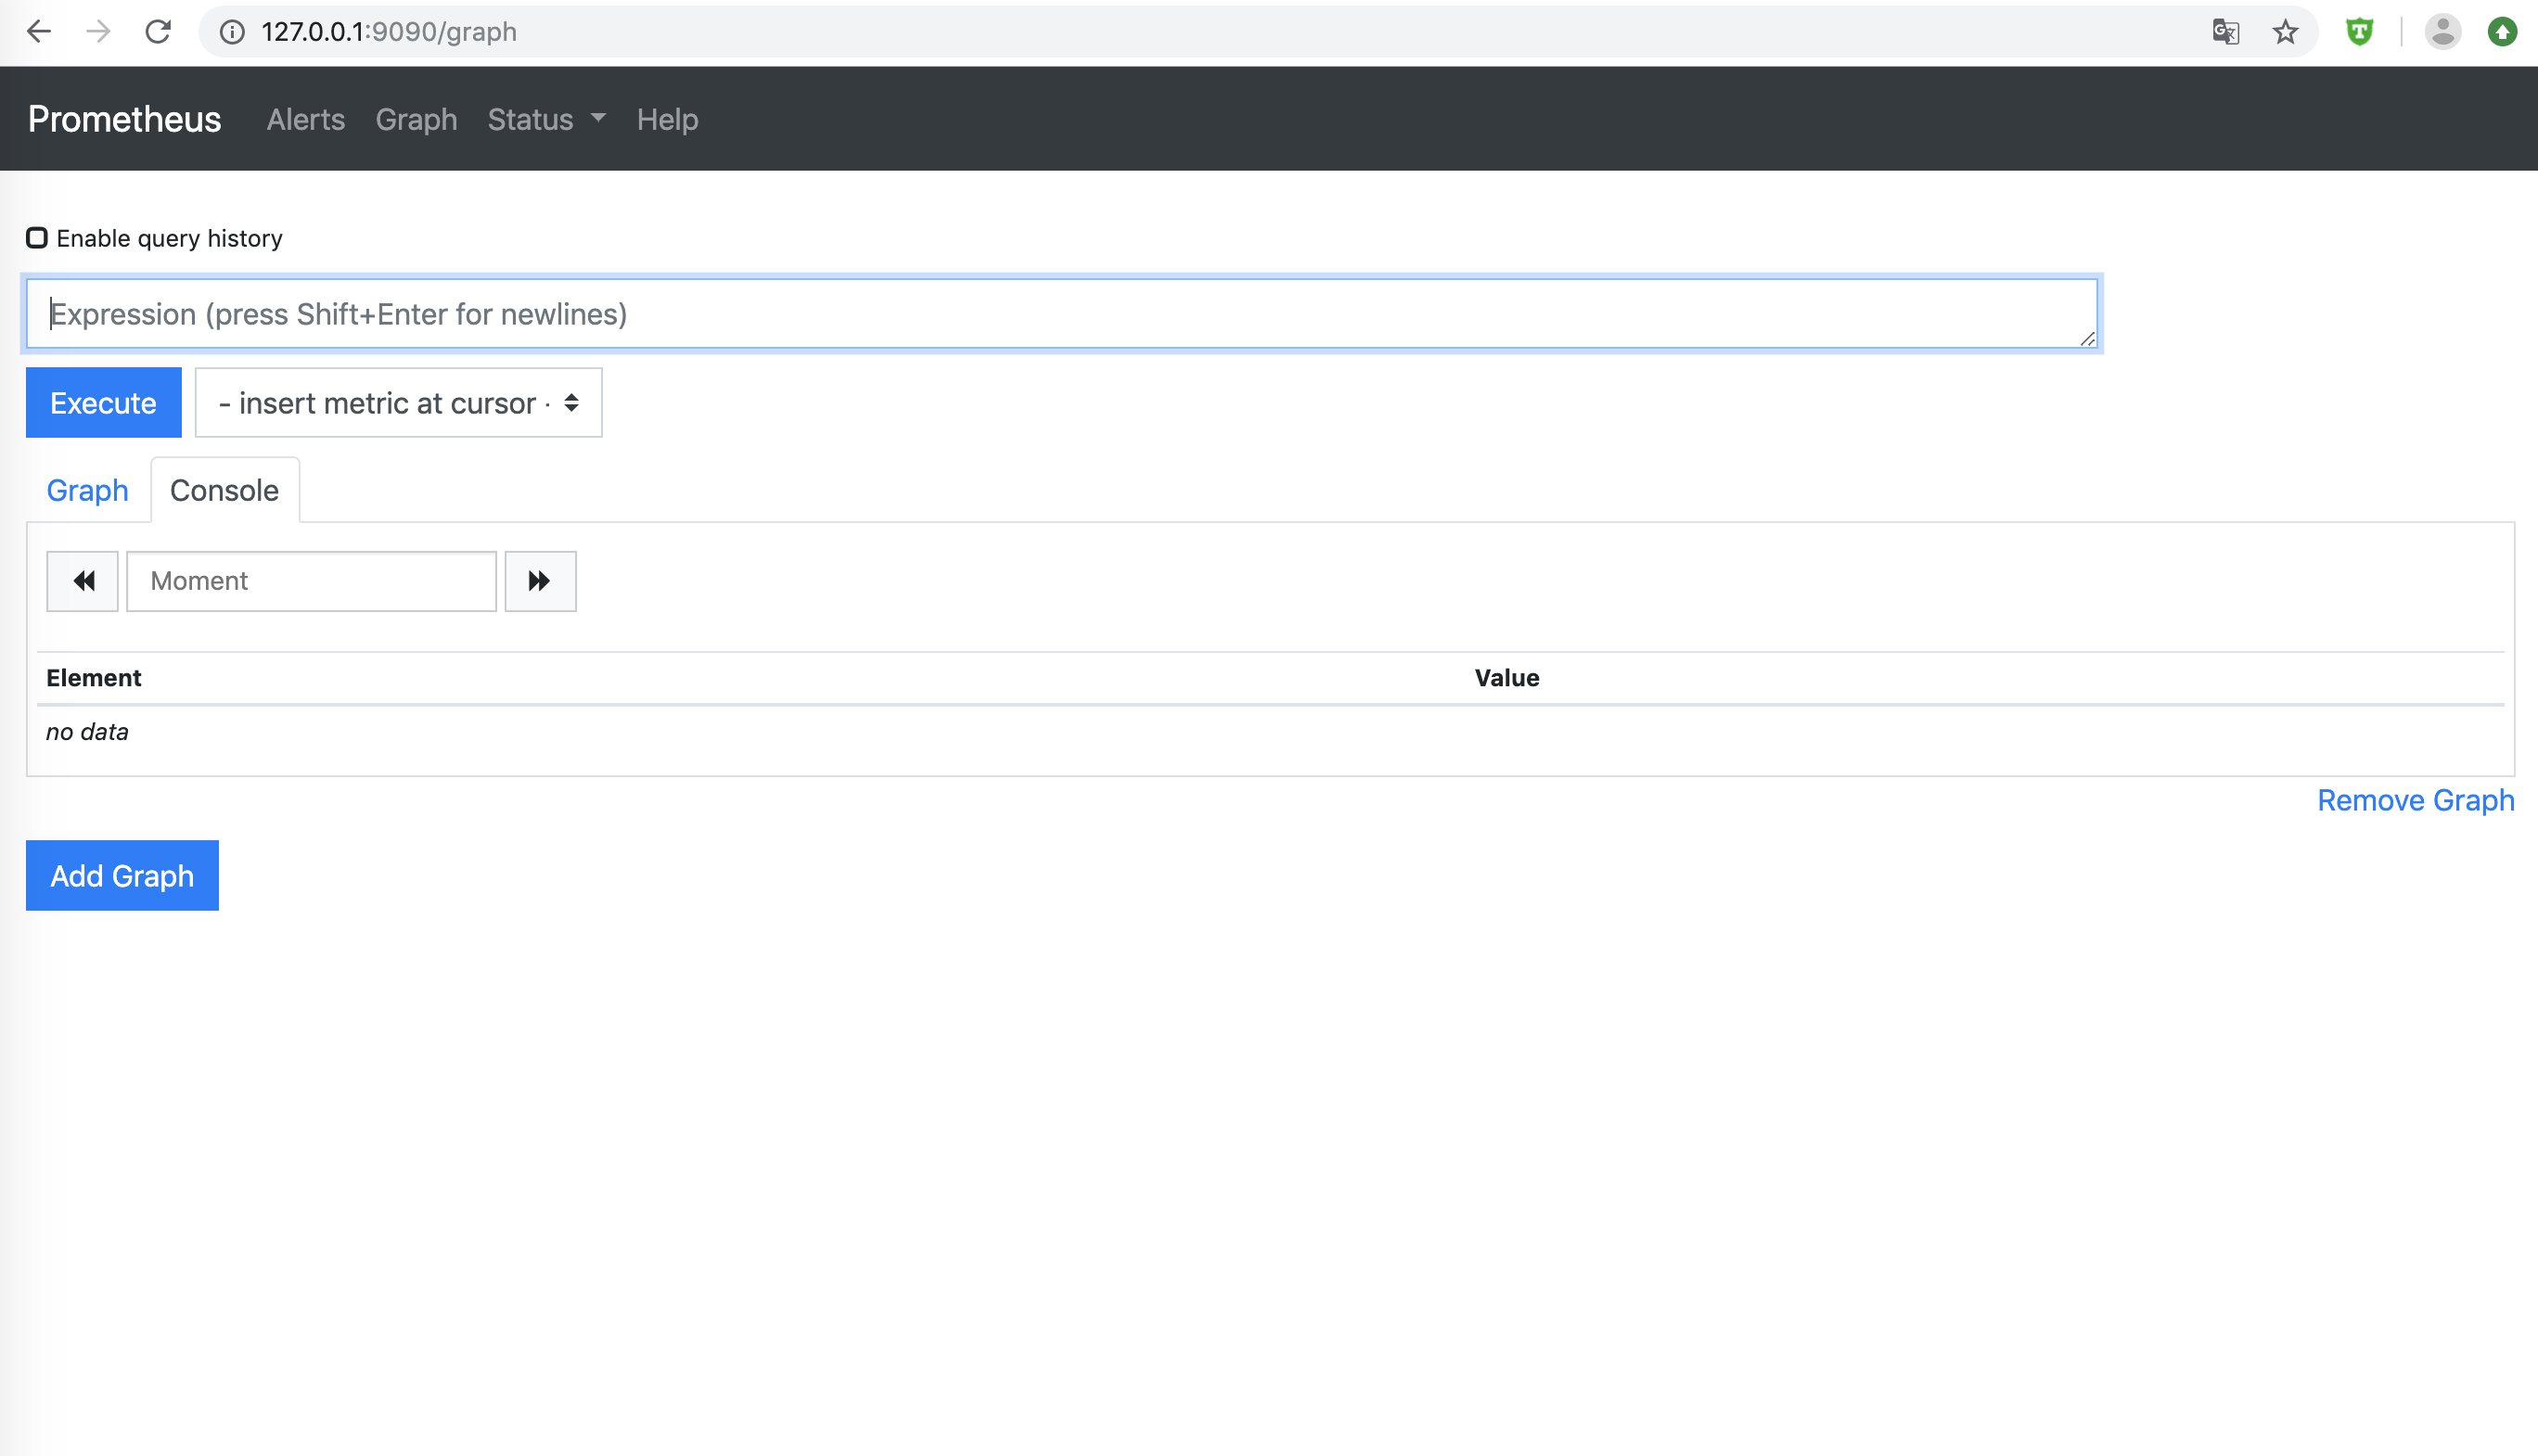 127.0.0.1:9090/graph
Prometheus Alerts Graph Status Help
Enable query history
Expression (press Shift+Enter for newlines)
Execute - insert metric at cursor ·
Graph Console
Moment
Element Value
no data
Remove Graph
Add Graph